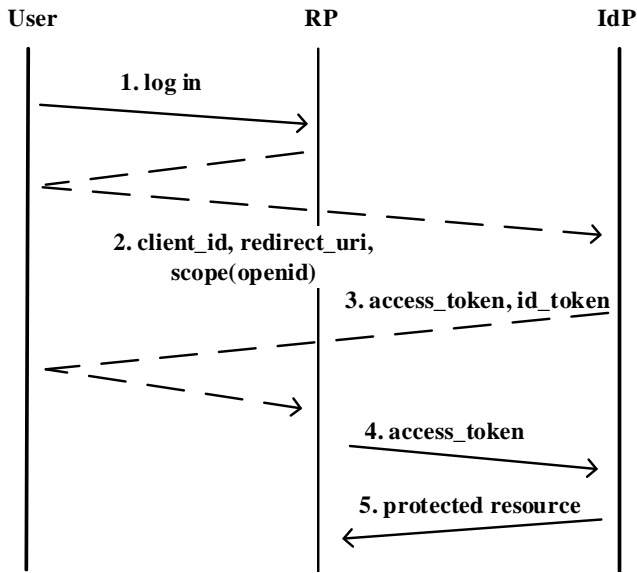 User RP IdP
1. log in
2. client_id, redirect_uri,
scope(openid)
3. access_token, id_token
4. access_token
5. protected resource